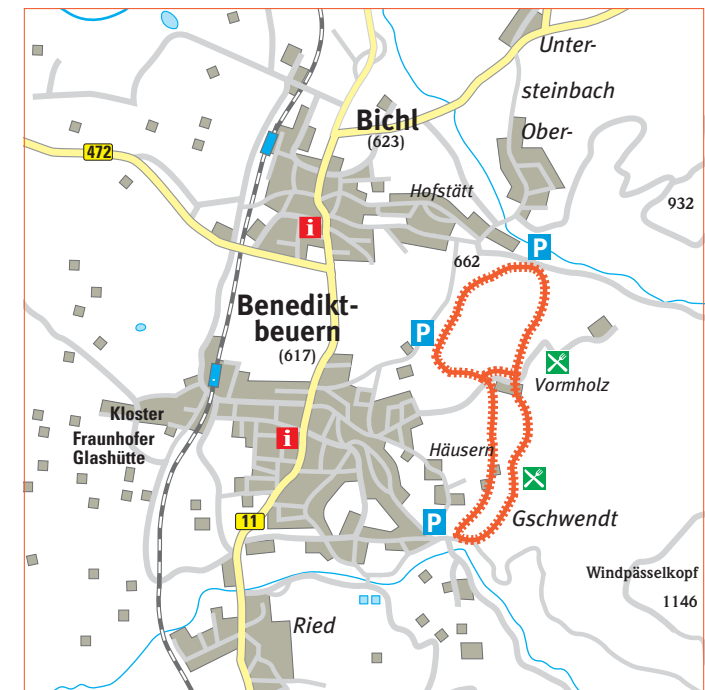 Unter-
steinbach
Ober-
Bichl
(623)
472
Hofstätt
932
i
P
662
Benedikt-
beuern
(617)
P
Vormholz
Kloster
Fraunhofer
Glashütte
i
Häusern
11
P
Gschwendt
Windpässelkopf
1146
Ried